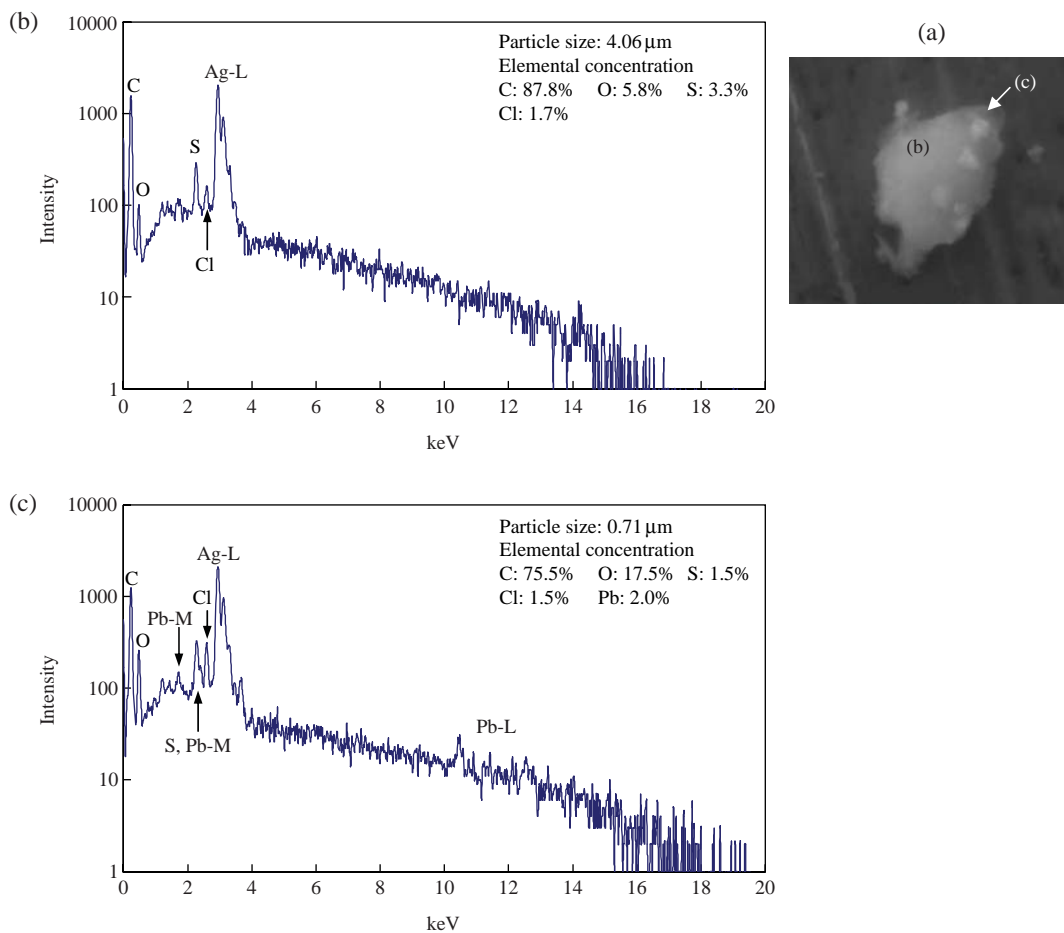 (b)
10000
1000
100
10
1
Intensity
C
O
S
Cl
Ag-L
Particle size: 4.06 μm
Elemental concentration
C: 87.8% O: 5.8% S: 3.3%
Cl: 1.7%
0 2 4 6 8 10 12 14 16 18 20
keV
(a)
(c)
(b)
(c)
10000
1000
100
10
1
Intensity
C
O
Pb-M
Cl
Ag-L
S, Pb-M
Pb-L
Particle size: 0.71 μm
Elemental concentration
C: 75.5% O: 17.5% S: 1.5%
Cl: 1.5% Pb: 2.0%
0 2 4 6 8 10 12 14 16 18 20
keV